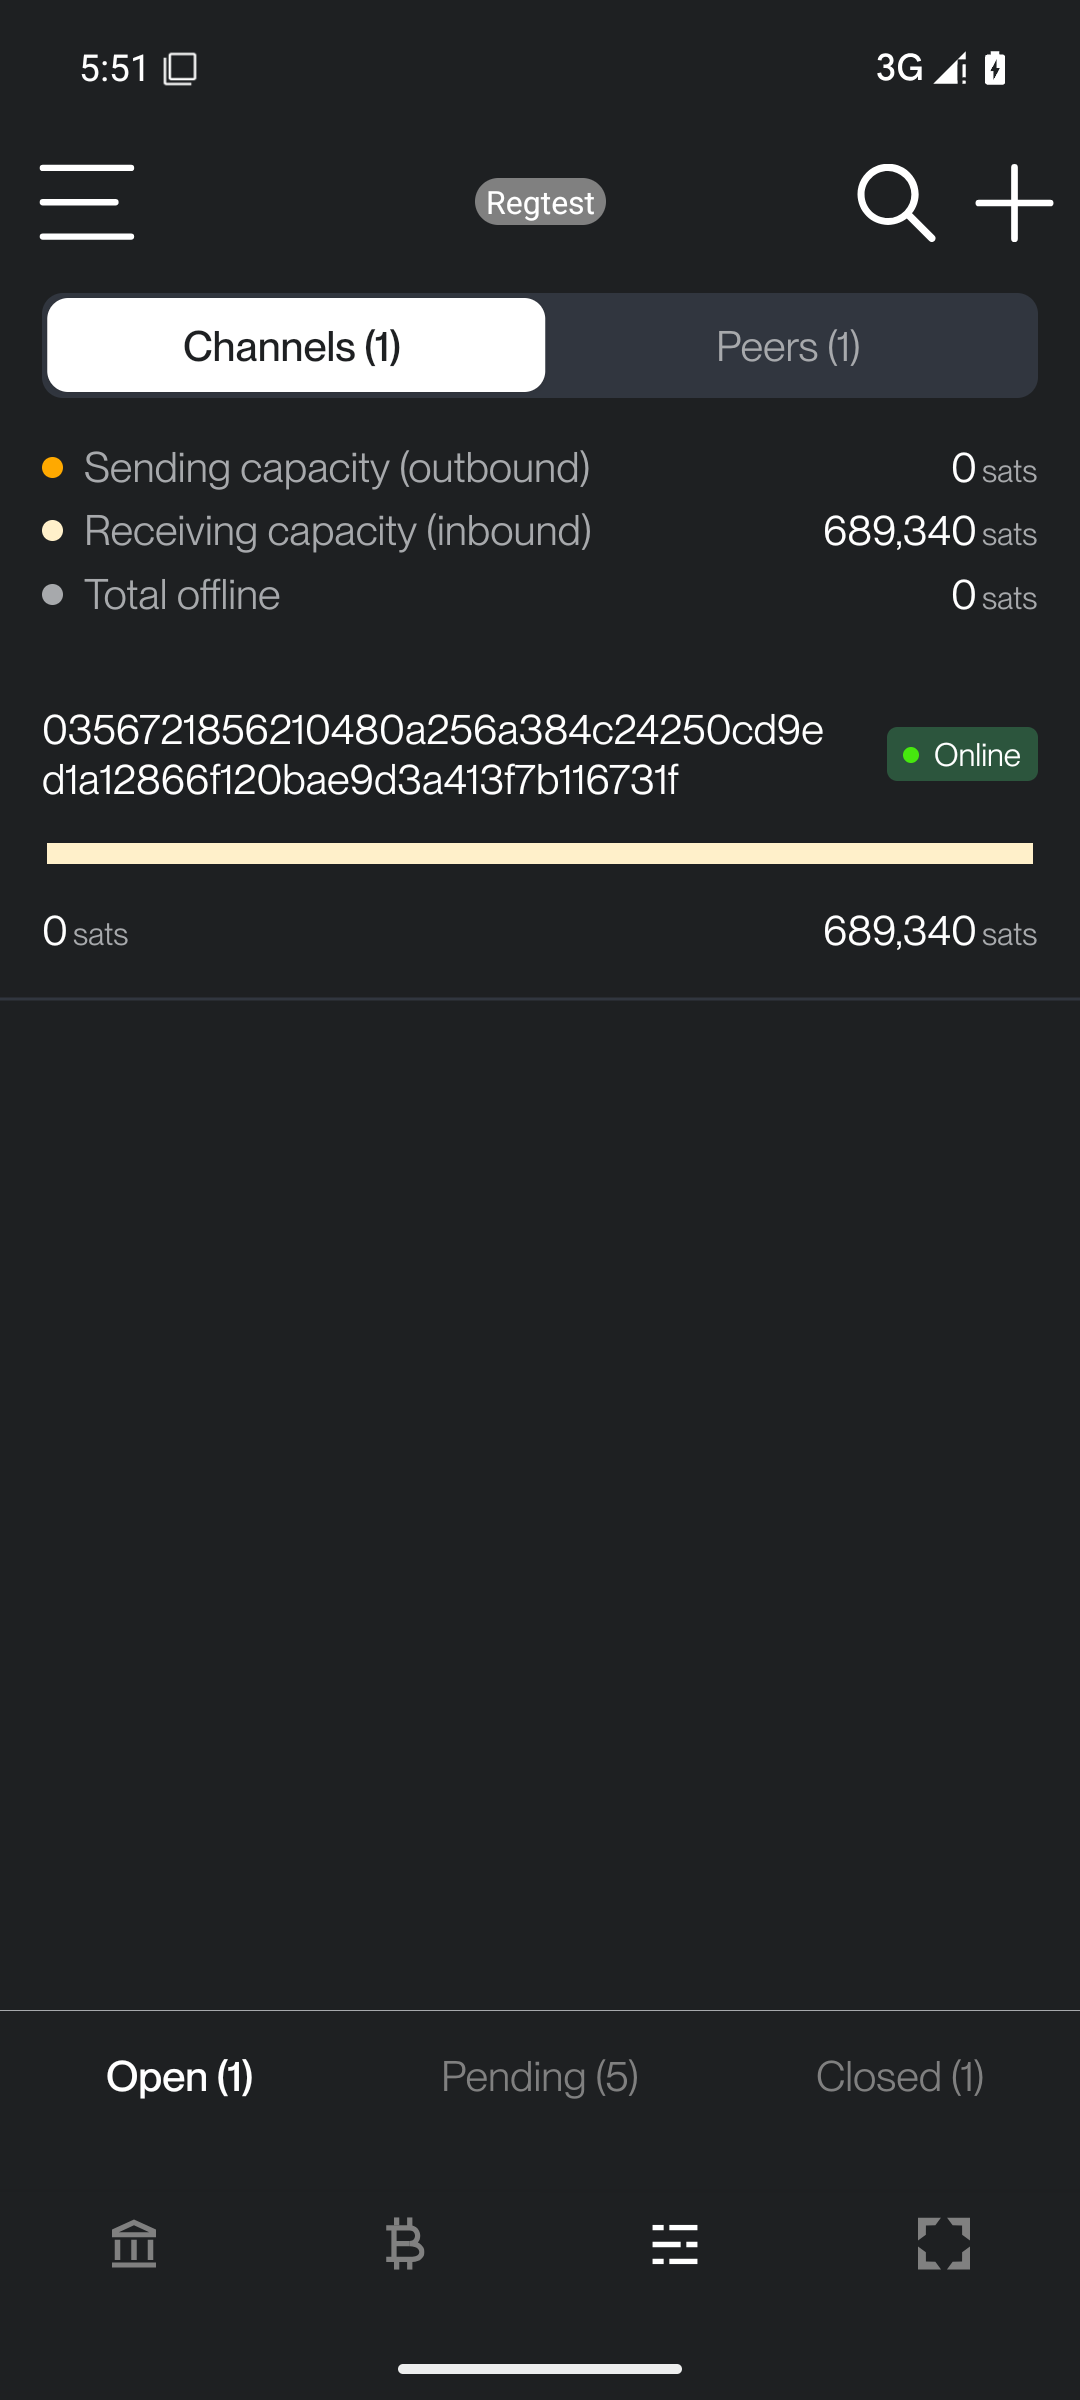 5:51
3G
Regtest
Channels (1)
Peers (1)
Sending capacity (outbound)
0 sats
Receiving capacity (inbound)
689,340 sats
Total offline
0 sats
0356721856210480a256a384c24250cd9e
d1a12866f120bae9d3a413f7b116731f
Online
0 sats
689,340 sats
Open (1)
Pending (5)
Closed (1)